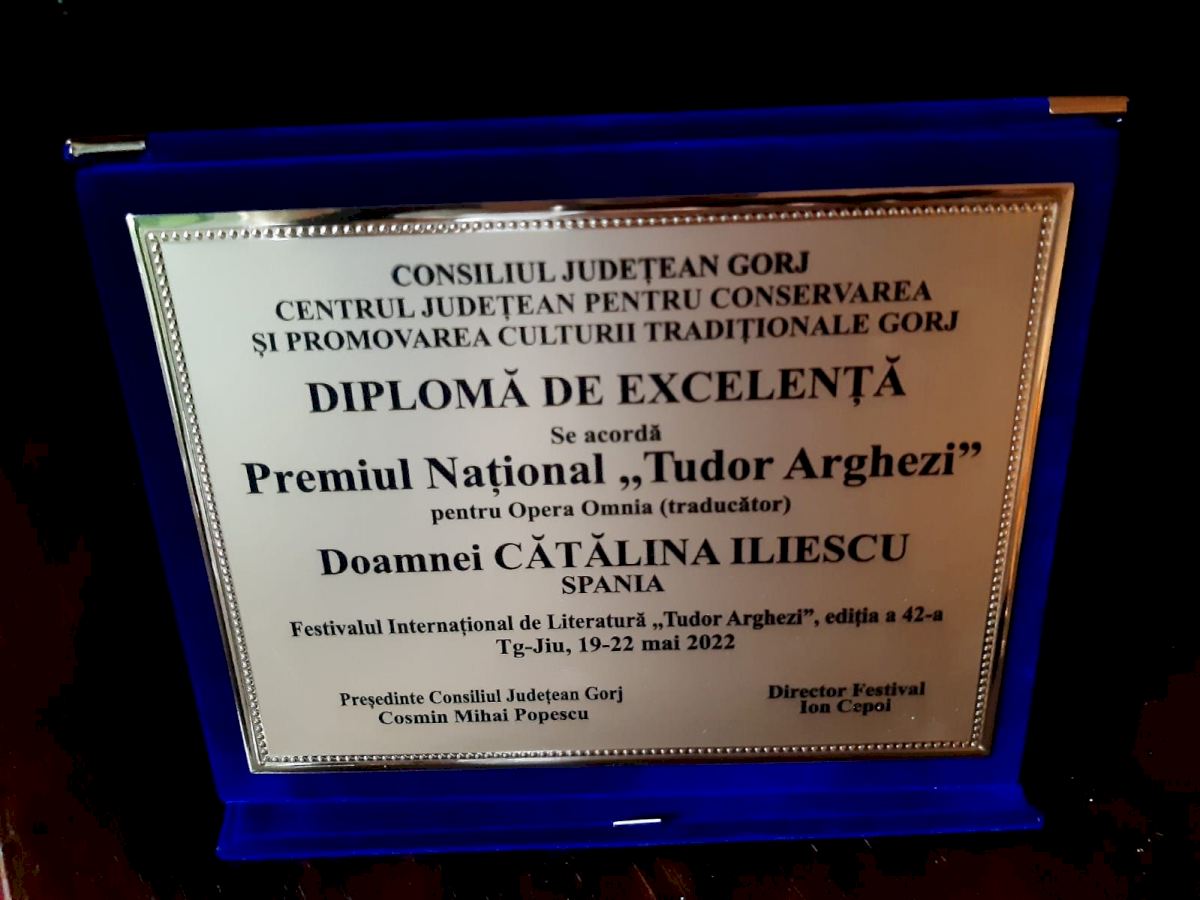 CONSILIUL JUDEȚEAN GORJ
CENTRUL JUDEȚEAN PENTRU CONSERVAREA
ȘI PROMOVAREA CULTURII TRADIȚIONALE GORJ
DIPLOMĂ DE EXCELENȚĂ
Se acordă
Premiul Național „Tudor Arghezi”
pentru Opera Omnia (traducător)
Doamnei CĂTĂLINA ILIESCU
SPANIA
Festivalul Internațional de Literatură „Tudor Arghezi”, ediția a 42-a
Tg-Jiu, 19-22 mai 2022
Președinte Consiliul Județean Gorj
Cosmin Mihai Popescu
Director Festival
Ion Cepoi